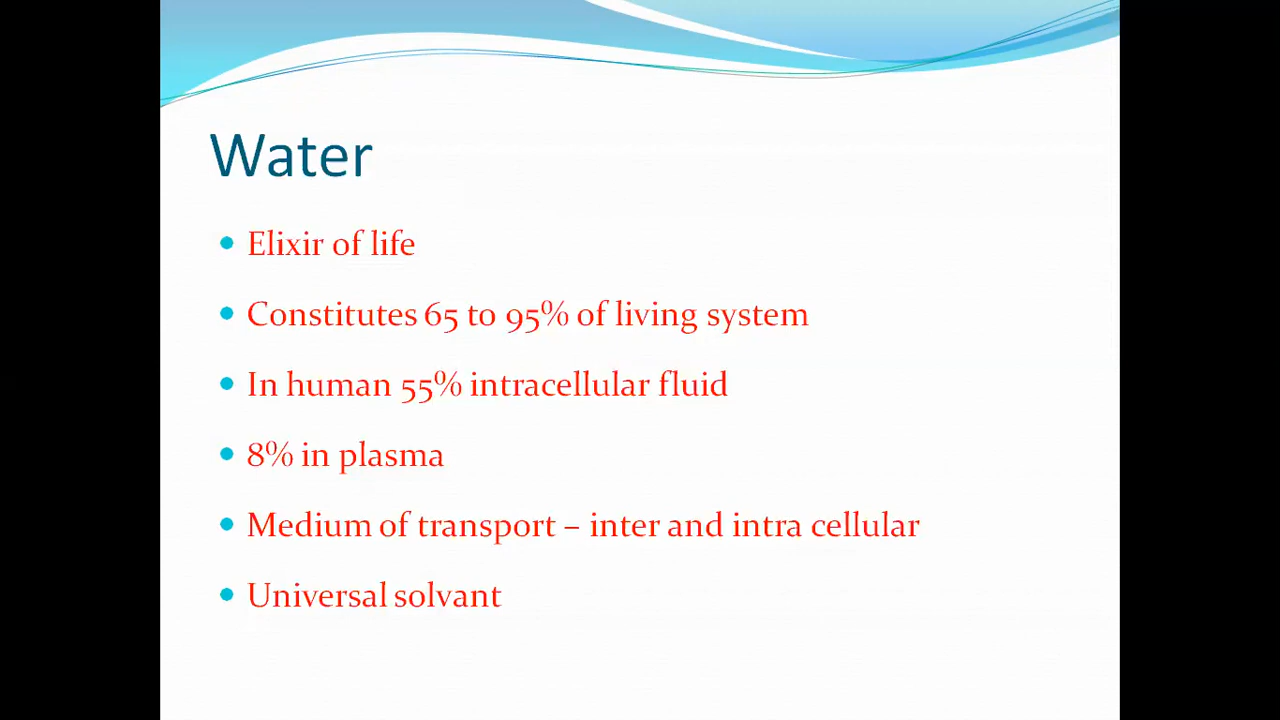 Water
• Elixir of life
• Constitutes 65 to 95% of living system
• In human 55% intracellular fluid
• 8% in plasma
• Medium of transport – inter and intra cellular
• Universal solvant